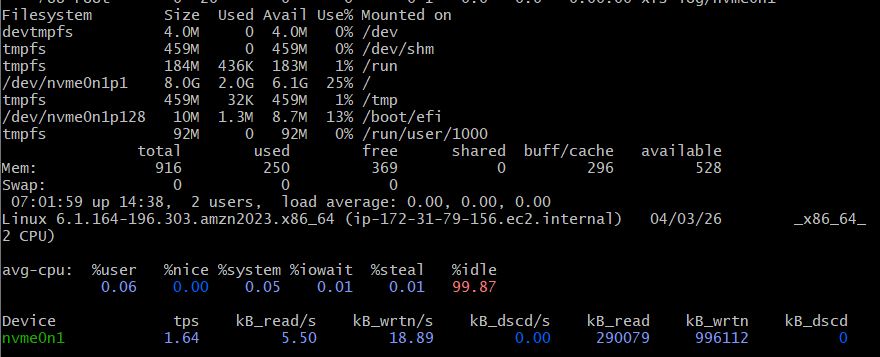 Filesystem        Size  Used Avail Use% Mounted on
devtmpfs          4.0M     0  4.0M   0% /dev
tmpfs             459M     0  459M   0% /dev/shm
tmpfs             184M  436K  183M   1% /run
/dev/nvme0n1p1    8.0G  2.0G  6.1G  25% /
tmpfs             459M   32K  459M   1% /tmp
/dev/nvme0n1p128   10M  1.3M  8.7M  13% /boot/efi
tmpfs              92M     0   92M   0% /run/user/1000
               total        used        free      shared  buff/cache   available
Mem:             916         250         369           0         296         528
Swap:              0           0           0
 07:01:59 up 14:38,  2 users,  load average: 0.00, 0.00, 0.00
Linux 6.1.164-196.303.amzn2023.x86_64 (ip-172-31-79-156.ec2.internal)   04/03/26        _x86_64_
2 CPU)
avg-cpu:  %user   %nice %system %iowait  %steal   %idle
           0.06    0.00    0.05    0.01    0.01   99.87
Device             tps    kB_read/s    kB_wrtn/s    kB_dscd/s    kB_read    kB_wrtn    kB_dscd
nvme0n1           1.64         5.50        18.89         0.00     290079     996112          0